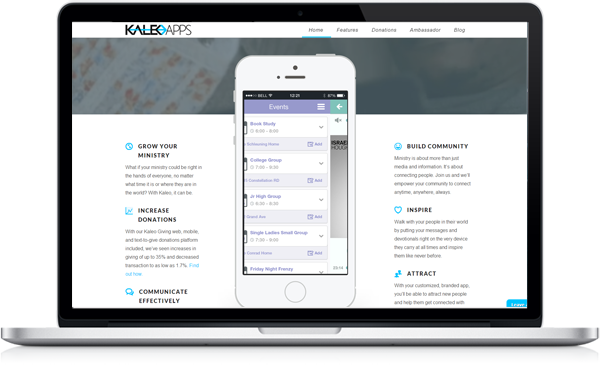 KALEO APPS
Home Features Donations Ambassador Blog
BELL 12:21 87%
Events
Book Study
6:00 - 8:00
Add
College Group
7:00 - 9:00
Add
Jr High Group
6:30 - 8:30
Add
Single Ladies Small Group
7:00 - 9:00
Conrad Home Add
Friday Night Frenzy
ISRAEL
HOUGH
GROW YOUR
MINISTRY
What if your ministry could be right in
the hands of everyone, no matter
what time it is or where they are in
the world? With Kaleo, it can be.
INCREASE
DONATIONS
With our Kaleo Giving web, mobile,
and text-to-give donations platform
included, we've seen increases in
giving of up to 35% and decreased
transaction to as low as 1.7%. Find
out how.
COMMUNICATE
EFFECTIVELY
BUILD COMMUNITY
Ministry is about more than just
media and information. It's about
connecting people. Join us and we'll
empower your community to connect
anytime, anywhere, always.
INSPIRE
Walk with your people in their world
by putting your messages and
devotionals right on the very device
they carry at all times and inspire
them like never before.
ATTRACT
With your customized, branded app,
you'll be able to attract new people
and help them get connected with